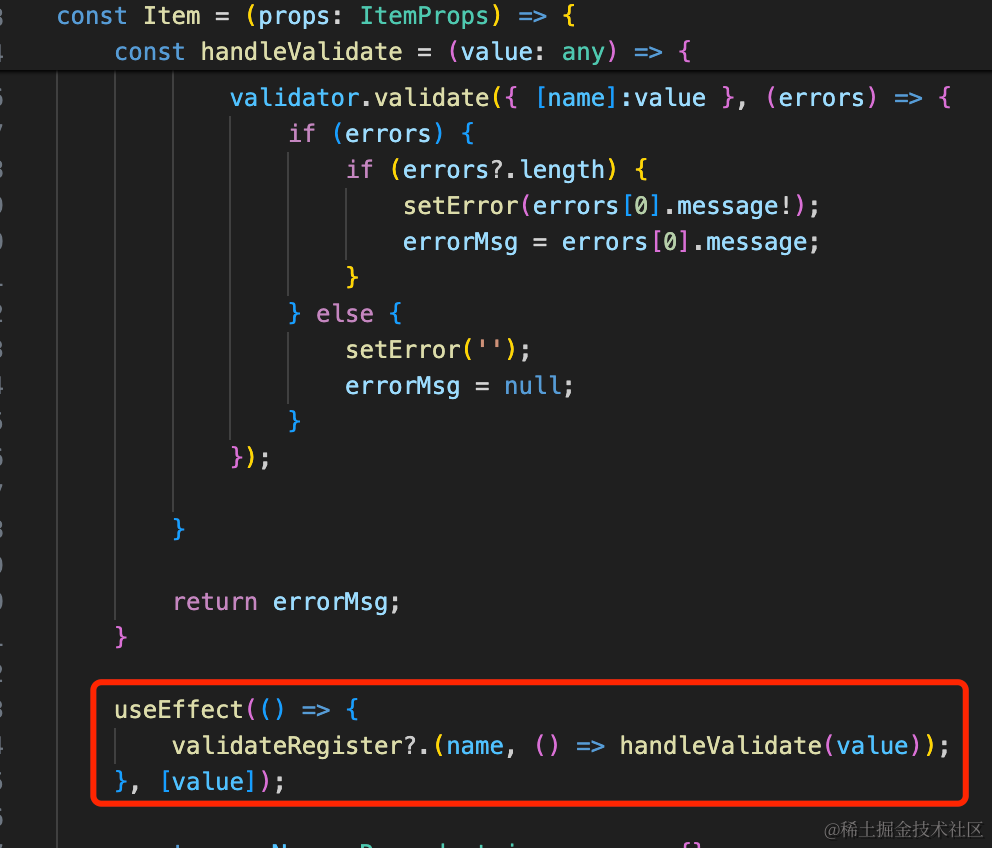 const Item = (props: ItemProps) => {
const handleValidate = (value: any) => {
validator.validate({ [name]:value }, (errors) => {
if (errors) {
if (errors?.length) {
setError(errors[0].message!);
errorMsg = errors[0].message;
}
} else {
setError('');
errorMsg = null;
}
});
}
return errorMsg;
}
useEffect(() => {
validateRegister?.(name, () => handleValidate(value));
}, [value]);
@稀土掘金技术社区